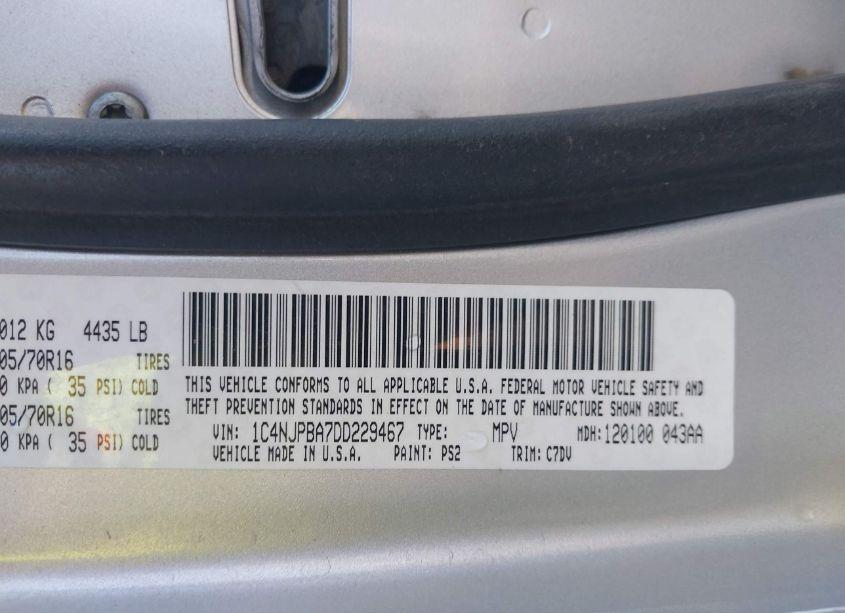 012 KG 4435 LB
05/70R16 TIRES
0 KPA ( 35 PSI) COLD
05/70R16 TIRES
0 KPA ( 35 PSI) COLD
THIS VEHICLE CONFORMS TO ALL APPLICABLE U.S.A. FEDERAL MOTOR VEHICLE SAFETY AND
THEFT PREVENTION STANDARDS IN EFFECT ON THE DATE OF MANUFACTURE SHOWN ABOVE.
VIN: 1C4NJPBA7DD229467 TYPE: MPV MDH:120100 043AA
VEHICLE MADE IN U.S.A. PAINT: PS2 TRIM: C7DV